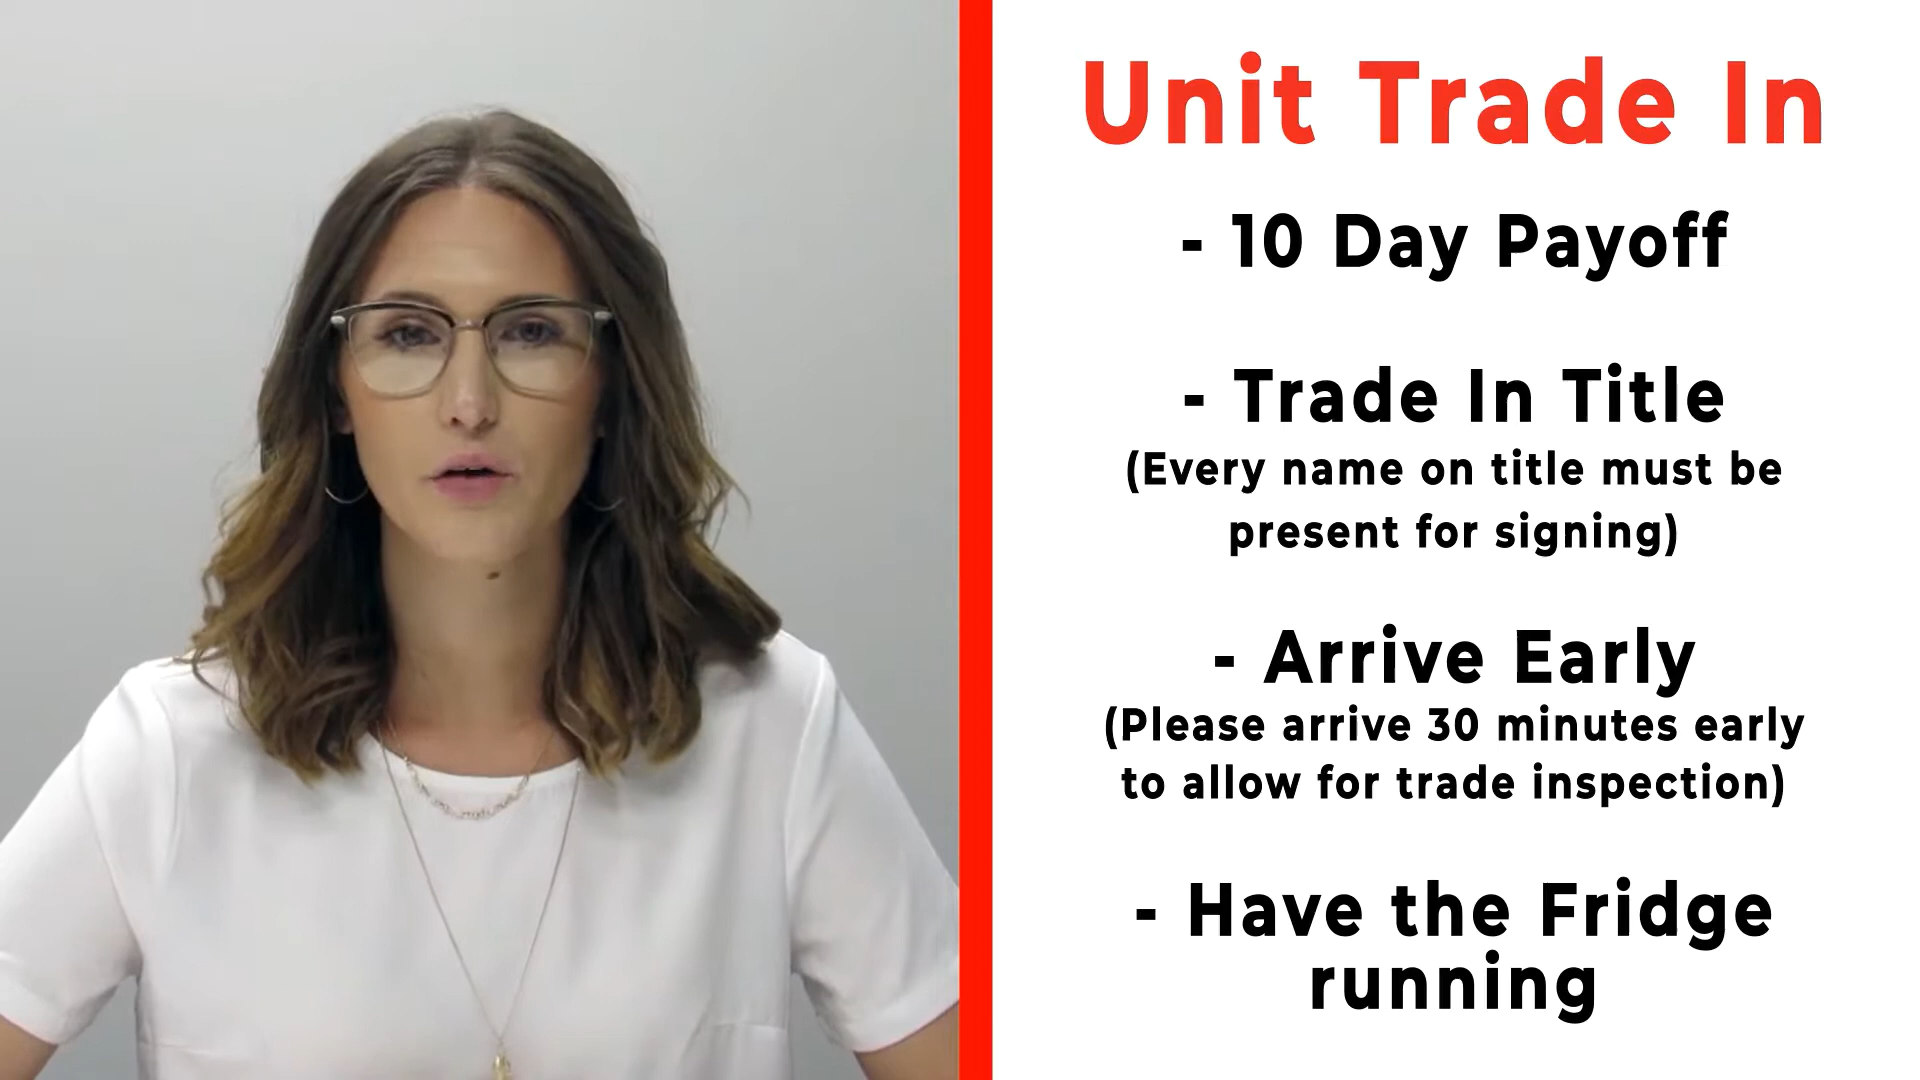 Unit Trade In
- 10 Day Payoff
- Trade In Title
(Every name on title must be
present for signing)
- Arrive Early
(Please arrive 30 minutes early
to allow for trade inspection)
- Have the Fridge
running